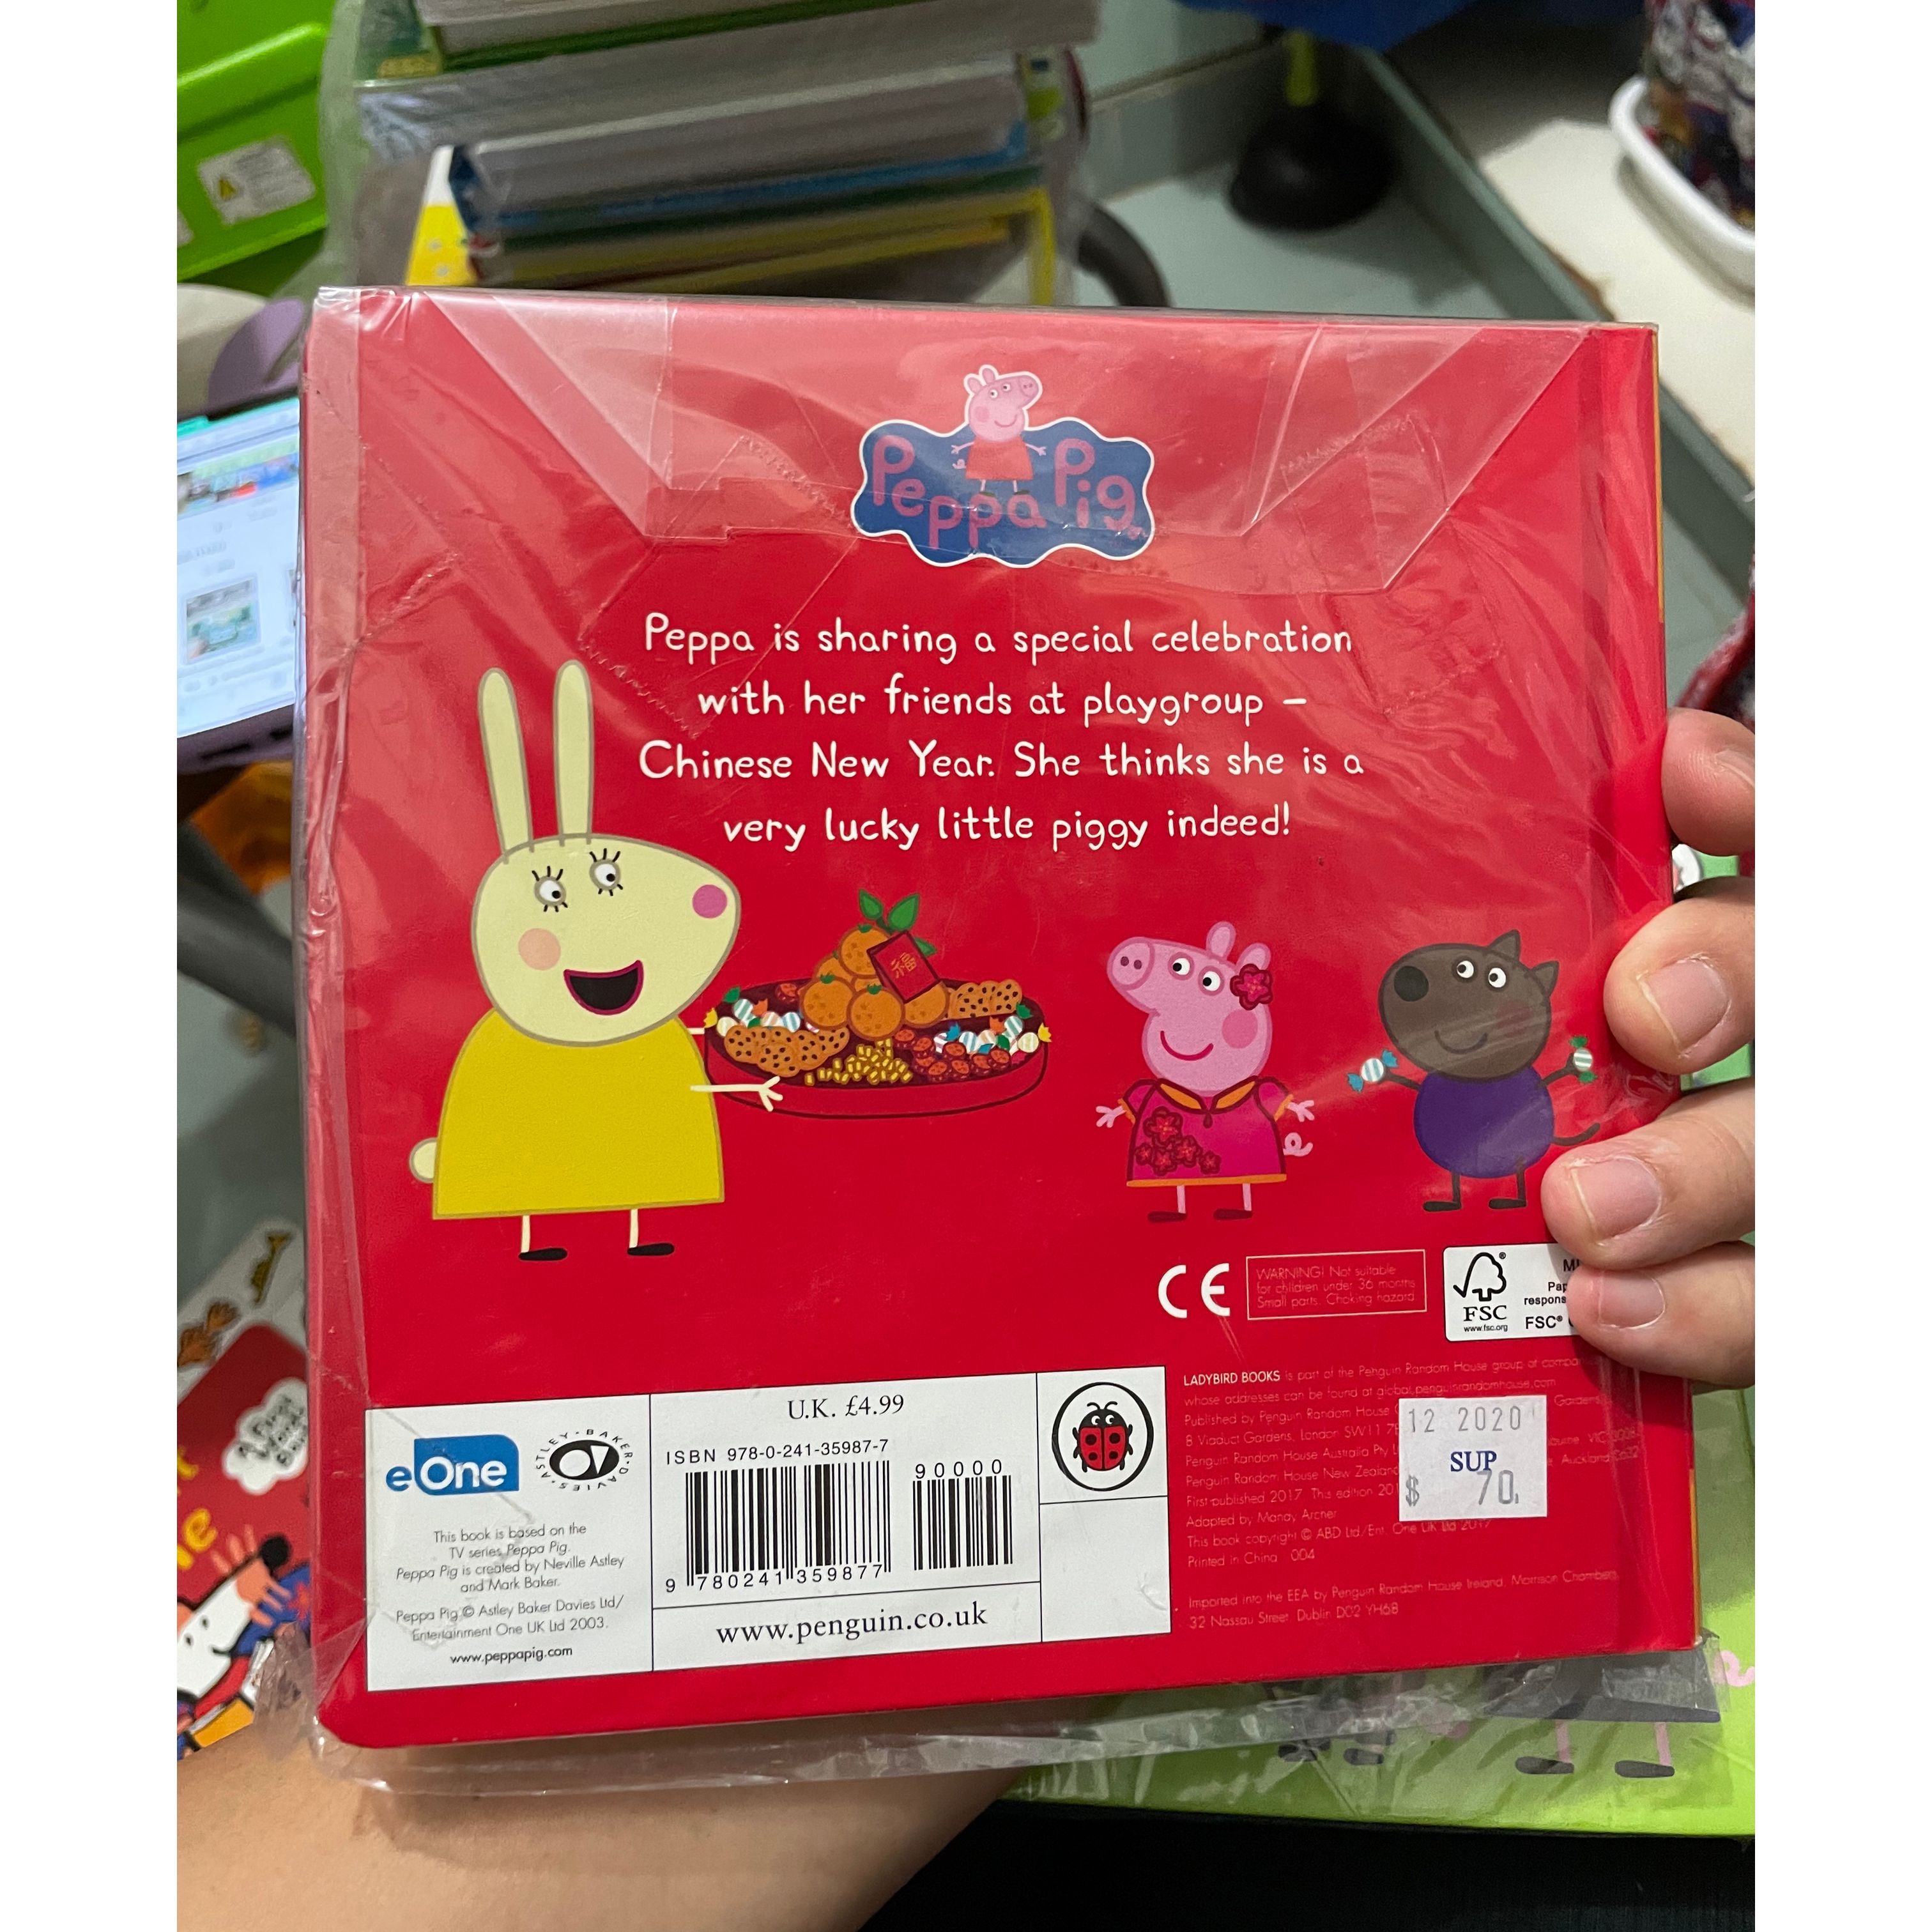 Peppa Pig
Peppa is sharing a special celebration
with her friends at playgroup –
Chinese New Year. She thinks she is a
very lucky little piggy indeed!
福
CE
WARNING! Not suitable
for children under 36 months
Small parts. Choking hazard
FSC
www.fsc.org
FSC®
eOne
ASTLEY·BAKER·DAVIES
This book is based on the
TV series Peppa Pig.
Peppa Pig is created by Neville Astley
and Mark Baker.
Peppa Pig © Astley Baker Davies Ltd/
Entertainment One UK Ltd 2003.
www.peppapig.com
U.K. £4.99
ISBN 978-0-241-35987-7
90000
9 780241 359877
www.penguin.co.uk
LADYBIRD BOOKS is part of the Penguin Random House group of
whose addresses can be found at global.penguinrandomhouse.com
Published by Penguin Random House
8 Viaduct Gardens, London SW11
Penguin Random House Australia Pty
Penguin Random House New Zealand
First published 2017 This edition
Adapted by Mandy Archer
This book copyright © ABD Ltd/Ent. One UK Ltd 2017
Printed in China 004
Imported into the EEA by Penguin Random House Ireland, Morrison Chambers,
32 Nassau Street, Dublin D02 YH68
12 2020
SUP
$ 70.